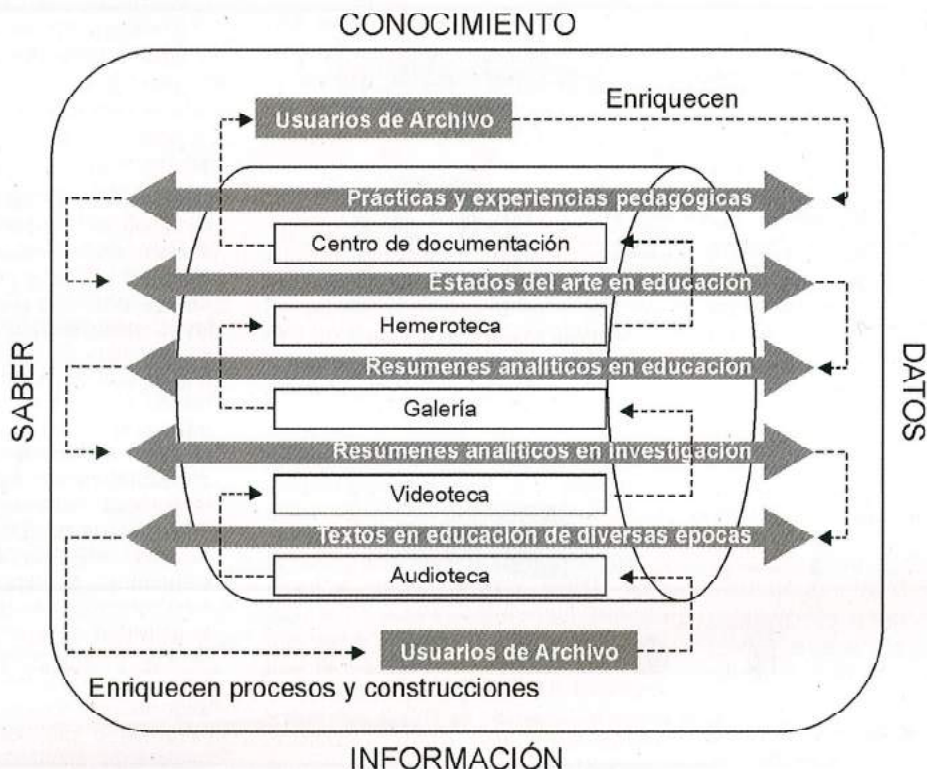 CONOCIMIENTO
Usuarios de Archivo
Enriquecen
Prácticas y experiencias pedagógicas
Centro de documentación
Estados del arte en educación
Hemeroteca
Resúmenes analíticos en educación
Galería
Resúmenes analíticos en investigación
Videoteca
Textos en educación de diversas épocas
Audioteca
Usuarios de Archivo
Enriquecen procesos y construcciones
SABER
DATOS
INFORMACIÓN